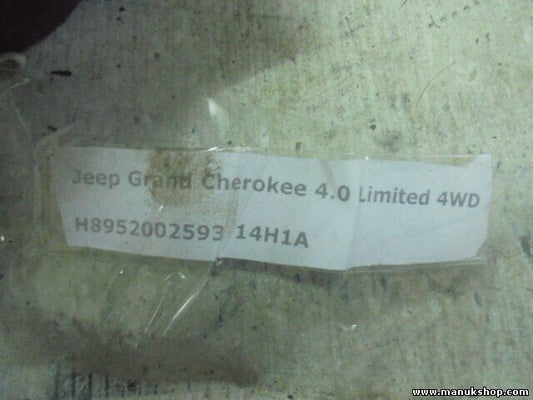 Jeep Grand Cherokee 4.0 Limited 4WD
H8952002593 14H1A
www.manukshop.com